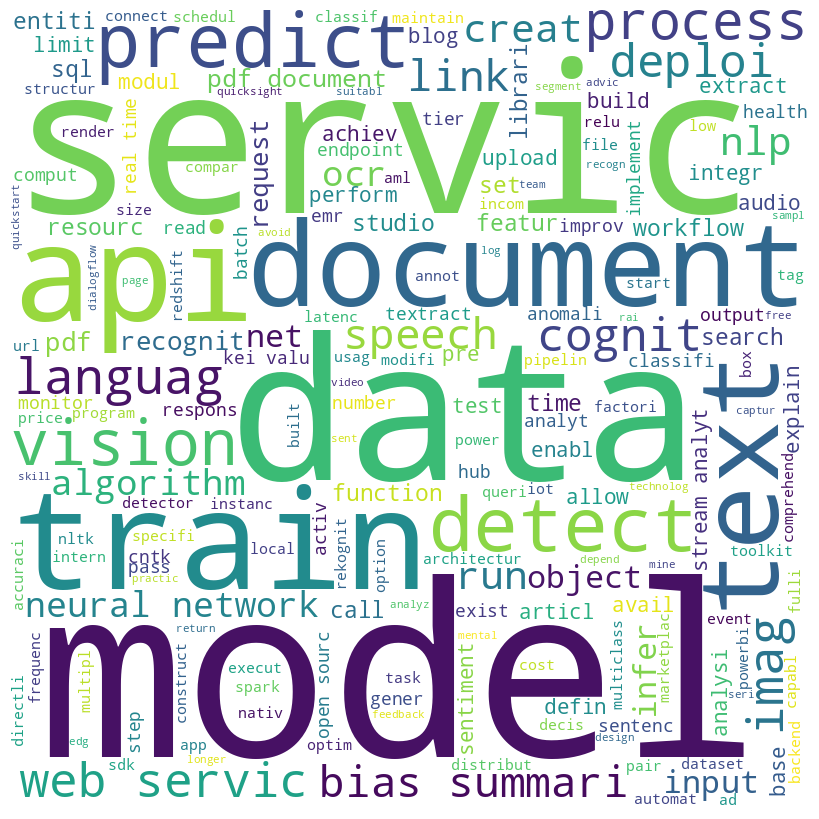 entiti
connect
schedul
classif
maintain
blog
creat
process
limit
predict
sql
structur
modul
pdf document
quicksight
suitabl
link
librari
segment
advic
deploi
extract
servic
render
real time
compar
achiev
endpoint
tier
request
build
relu
low
health
nlp
comput
size
ocr
aml
perform
upload
file
recogn
implement
integr
quickstart
resourc
read
batch
emr
studio
set
incom
team
featur
improv
audio
workflow
sampl
api
dialogflow
page
redshift
avoid
document
annot
log
start
tag
url
pdf
recognit
latenc
net
textract
speech
anomali
rai
output
free
cognit
search
kei valu
usag
modifi
pre
pipelin
classifi
box
languag
data
text
monitor
price
program
respons
video
number
test
time
factori
captur
explain
vision
built
sent
power
analyt
enabl
stream analyt
skill
algorithm
detector
instanc
function
hub
queri
iot
allow
technolog
comprehend
train
detect
nltk
intern
specifi
cntk
pass
practic
local
activ
rekognit
option
architectur
depend
mine
toolkit
accuraci
neural network
return
call
analyz
run
object
exist
articl
avail
event
fulli
model
frequenc
multipl
construct
execut
spark
nativ
open sourc
task
gener
feedback
mental
sentiment
cost
defin
decis
design
multiclass
sentenc
infer
marketplac
analysi
powerbi
seri
imag
base
backend
capabl
directli
edg
step
app
sdk
longer
optim
distribut
pair
dataset
web servic
bias summari
input
automat
ad